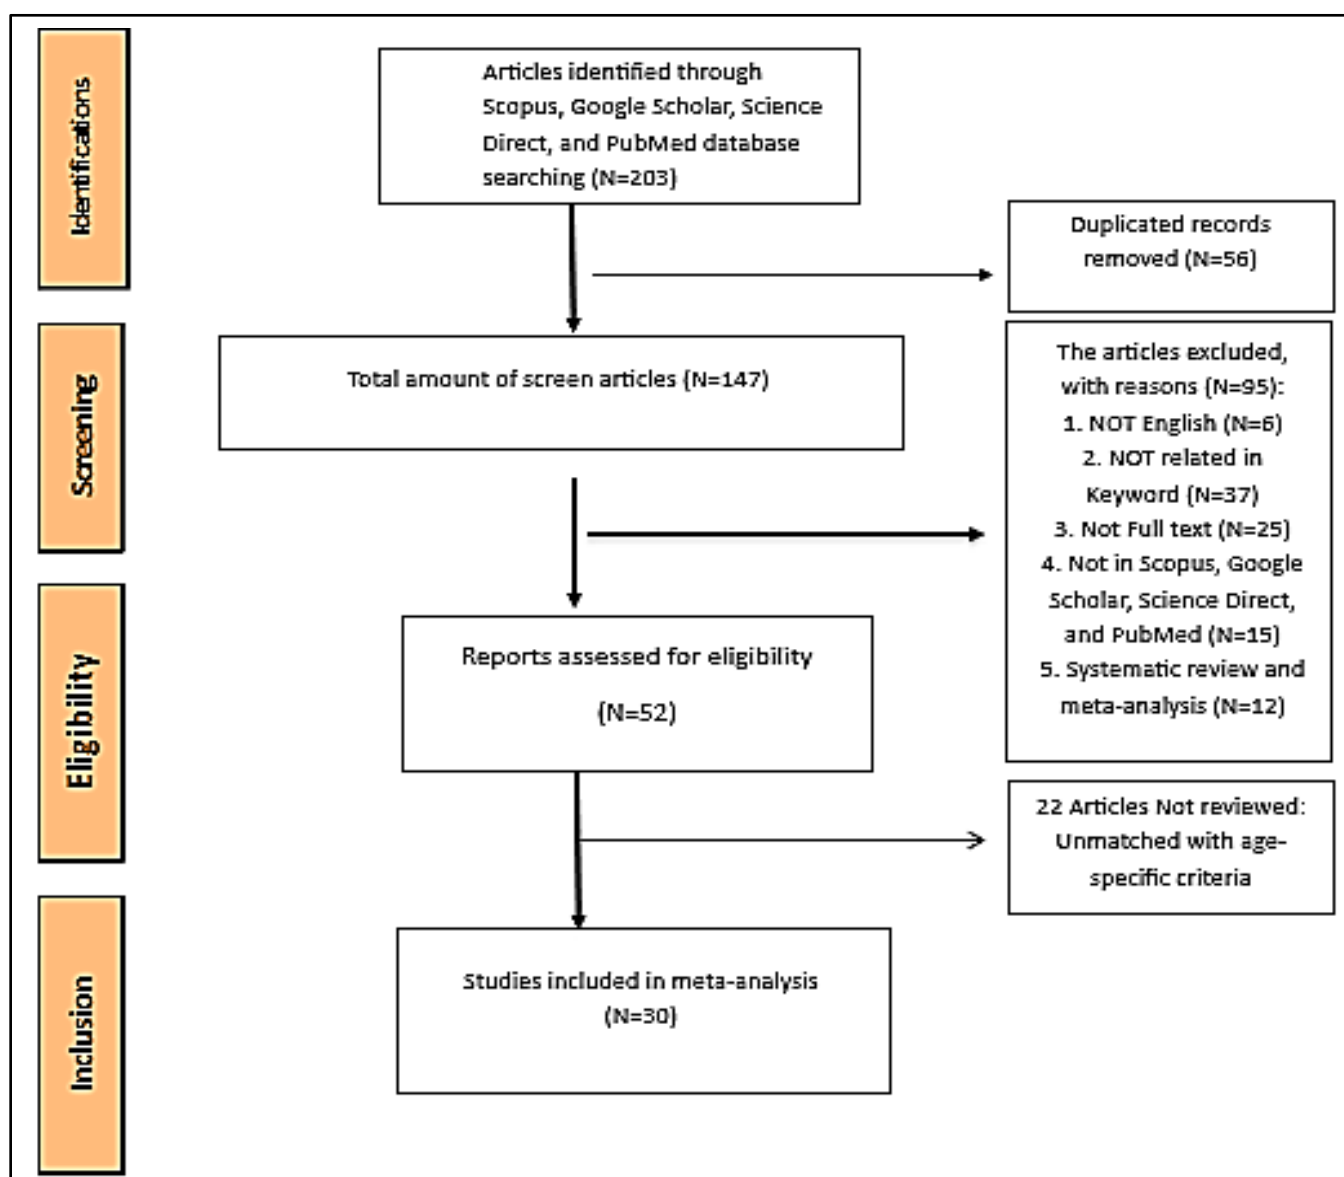 Identifications
Articles identified through
Scopus, Google Scholar, Science
Direct, and PubMed database
searching (N=203)
Duplicated records
removed (N=56)
Screening
Total amount of screen articles (N=147)
The articles excluded,
with reasons (N=95):
1. NOT English (N=6)
2. NOT related in
Keyword (N=37)
3. Not Full text (N=25)
4. Not in Scopus, Google
Scholar, Science Direct,
and PubMed (N=15)
5. Systematic review and
meta-analysis (N=12)
Eligibility
Reports assessed for eligibility
(N=52)
22 Articles Not reviewed:
Unmatched with age-
specific criteria
Inclusion
Studies included in meta-analysis
(N=30)